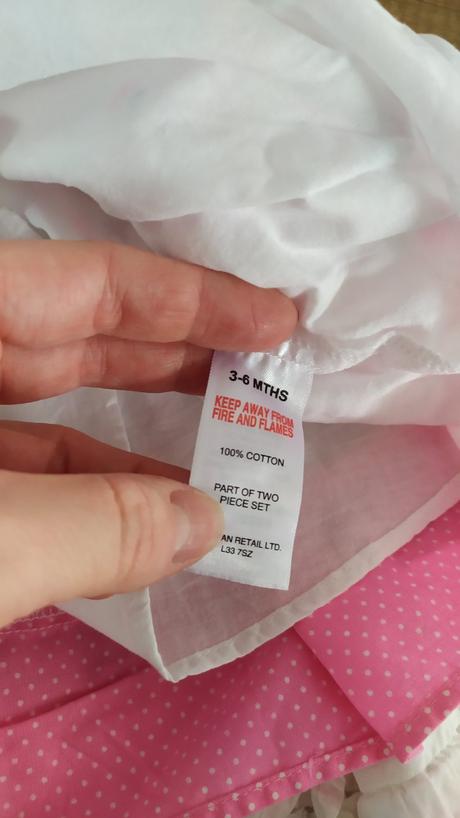 3-6 MTHS
KEEP AWAY FROM
FIRE AND FLAMES
100% COTTON
PART OF TWO
PIECE SET
RETAIL LTD.
L33 7SZ